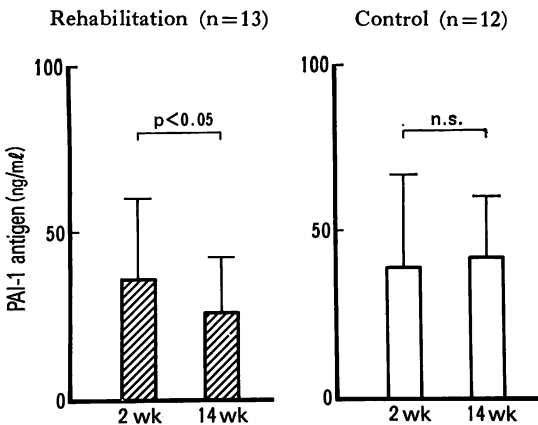 Rehabilitation (n=13)
Control (n=12)
PAI-1 antigen (ng/mℓ)
100
50
0
p<0.05
2 wk
14 wk
100
50
0
n.s.
2 wk
14 wk